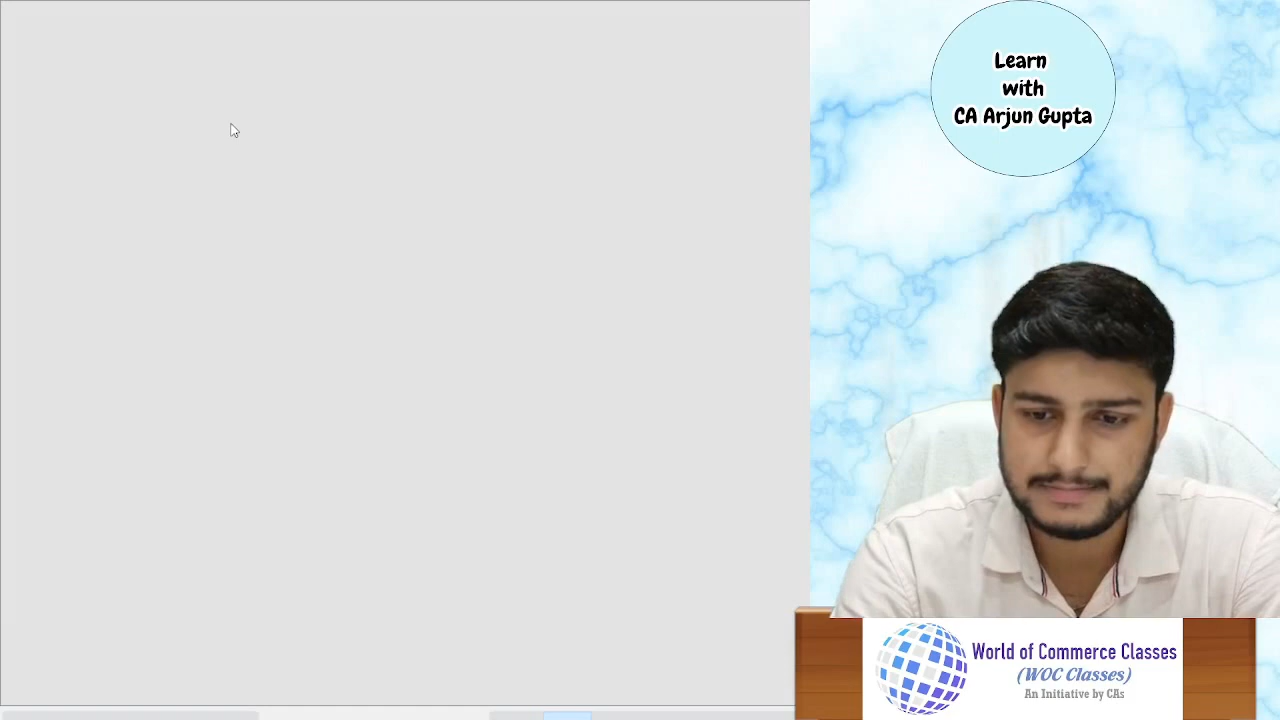 Learn
with
CA Arjun Gupta
World of Commerce Classes
(WOC Classes)
An Initiative by CAs